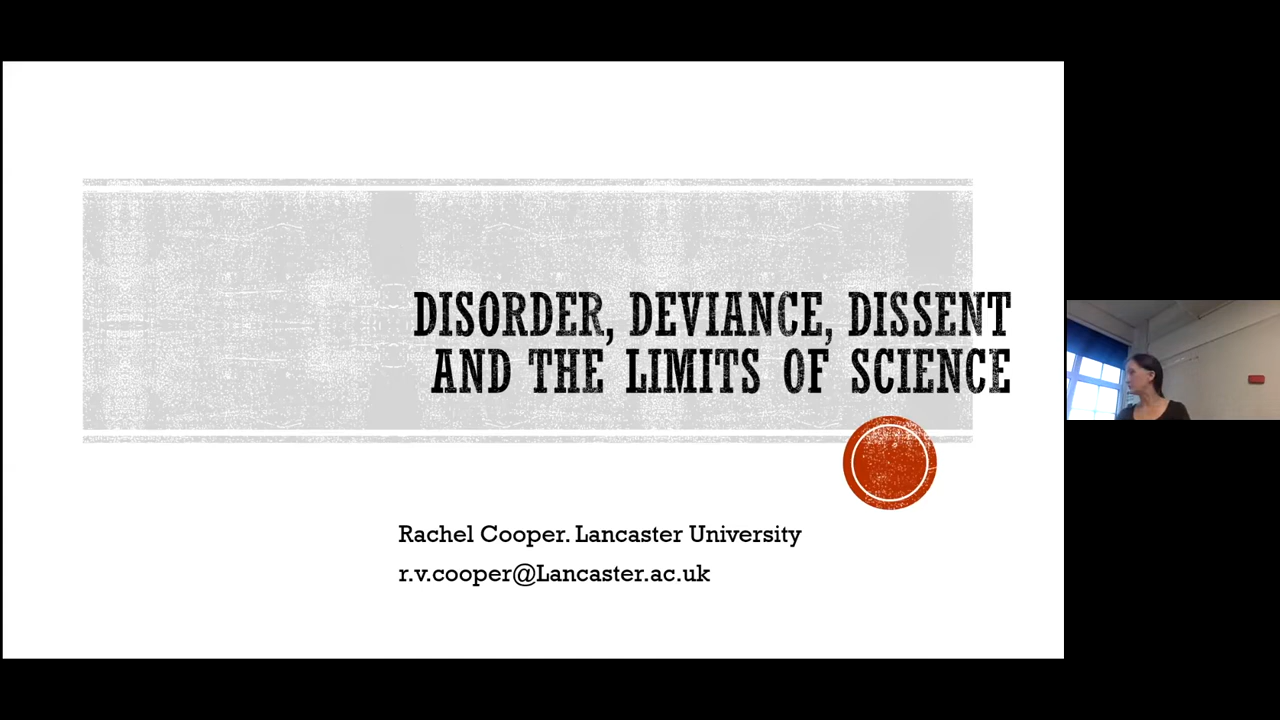 DISORDER, DEVIANCE, DISSENT
AND THE LIMITS OF SCIENCE
Rachel Cooper. Lancaster University
r.v.cooper@Lancaster.ac.uk